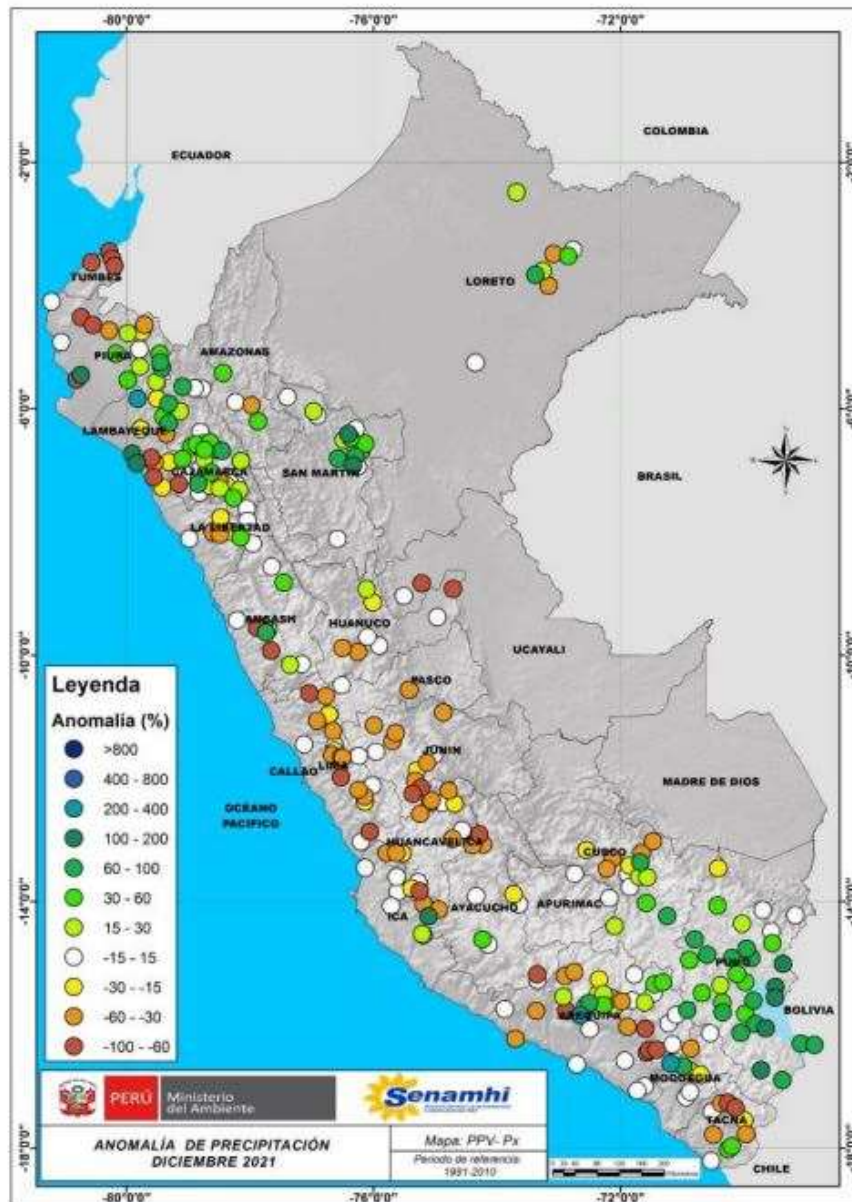 -80°0'0" -76°0'0" -72°0'0"
COLOMBIA
ECUADOR
-2°0'0"
TUMBES
LORETO
PIURA
AMAZONAS
-6°0'0"
LAMBAYEQUE
CAJAMARCA
SAN MARTIN
BRASIL
LA LIBERTAD
ANCASH
HUANUCO
-10°0'0"
UCAYALI
PASCO
JUNIN
LIMA
CALLAO
MADRE DE DIOS
OCEANO
PACIFICO
HUANCAVELICA
CUSCO
-14°0'0"
ICA
AYACUCHO
APURIMAC
PUNO
AREQUIPA
BOLIVIA
MOQUEGUA
TACNA
CHILE
-18°0'0"
Leyenda
Anomalía (%)
>800
400 - 800
200 - 400
100 - 200
60 - 100
30 - 60
15 - 30
-15 - 15
-30 - -15
-60 - -30
-100 - -60
PERÚ
Ministerio
del Ambiente
Senamhi
ANOMALÍA DE PRECIPITACIÓN
DICIEMBRE 2021
Mapa: PPV- Px
Periodo de referencia:
1981-2010
-80°0'0" -76°0'0" -72°0'0"